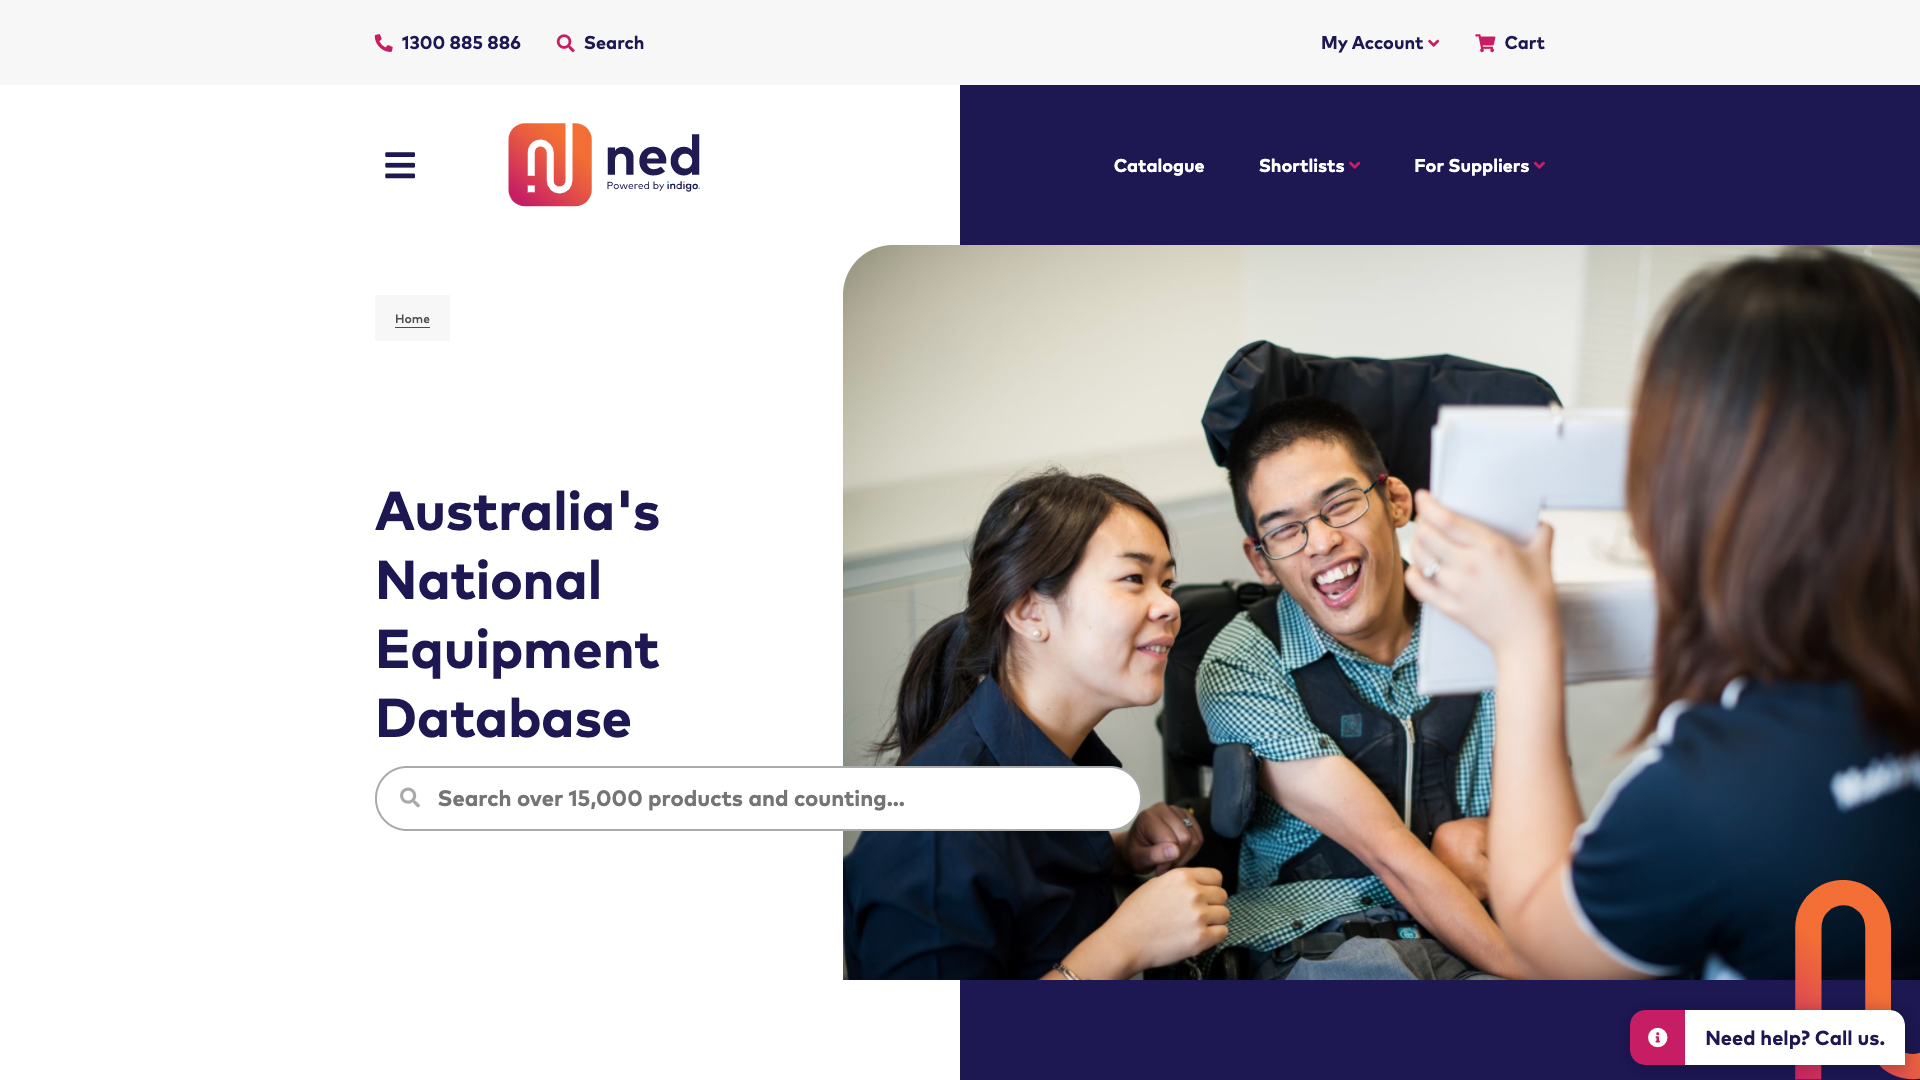 1300 885 886
Search
My Account
Cart
ned
Powered by indigo.
Catalogue
Shortlists
For Suppliers
Home
Australia's
National
Equipment
Database
Search over 15,000 products and counting...
Need help? Call us.